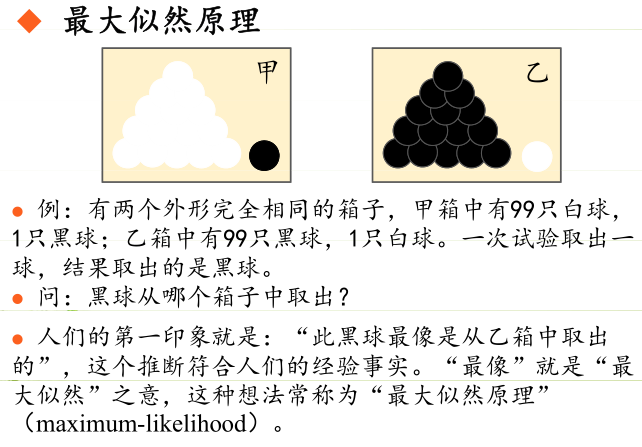 ◆ 最大似然原理
甲
乙
● 例：有两个外形完全相同的箱子，甲箱中有99只白球，
1只黑球；乙箱中有99只黑球，1只白球。一次试验取出一
球，结果取出的是黑球。
● 问：黑球从哪个箱子中取出？
● 人们的第一印象就是：“此黑球最像是从乙箱中取出
的”，这个推断符合人们的经验事实。“最像”就是“最
大似然”之意，这种想法常称为“最大似然原理”
（maximum-likelihood）。